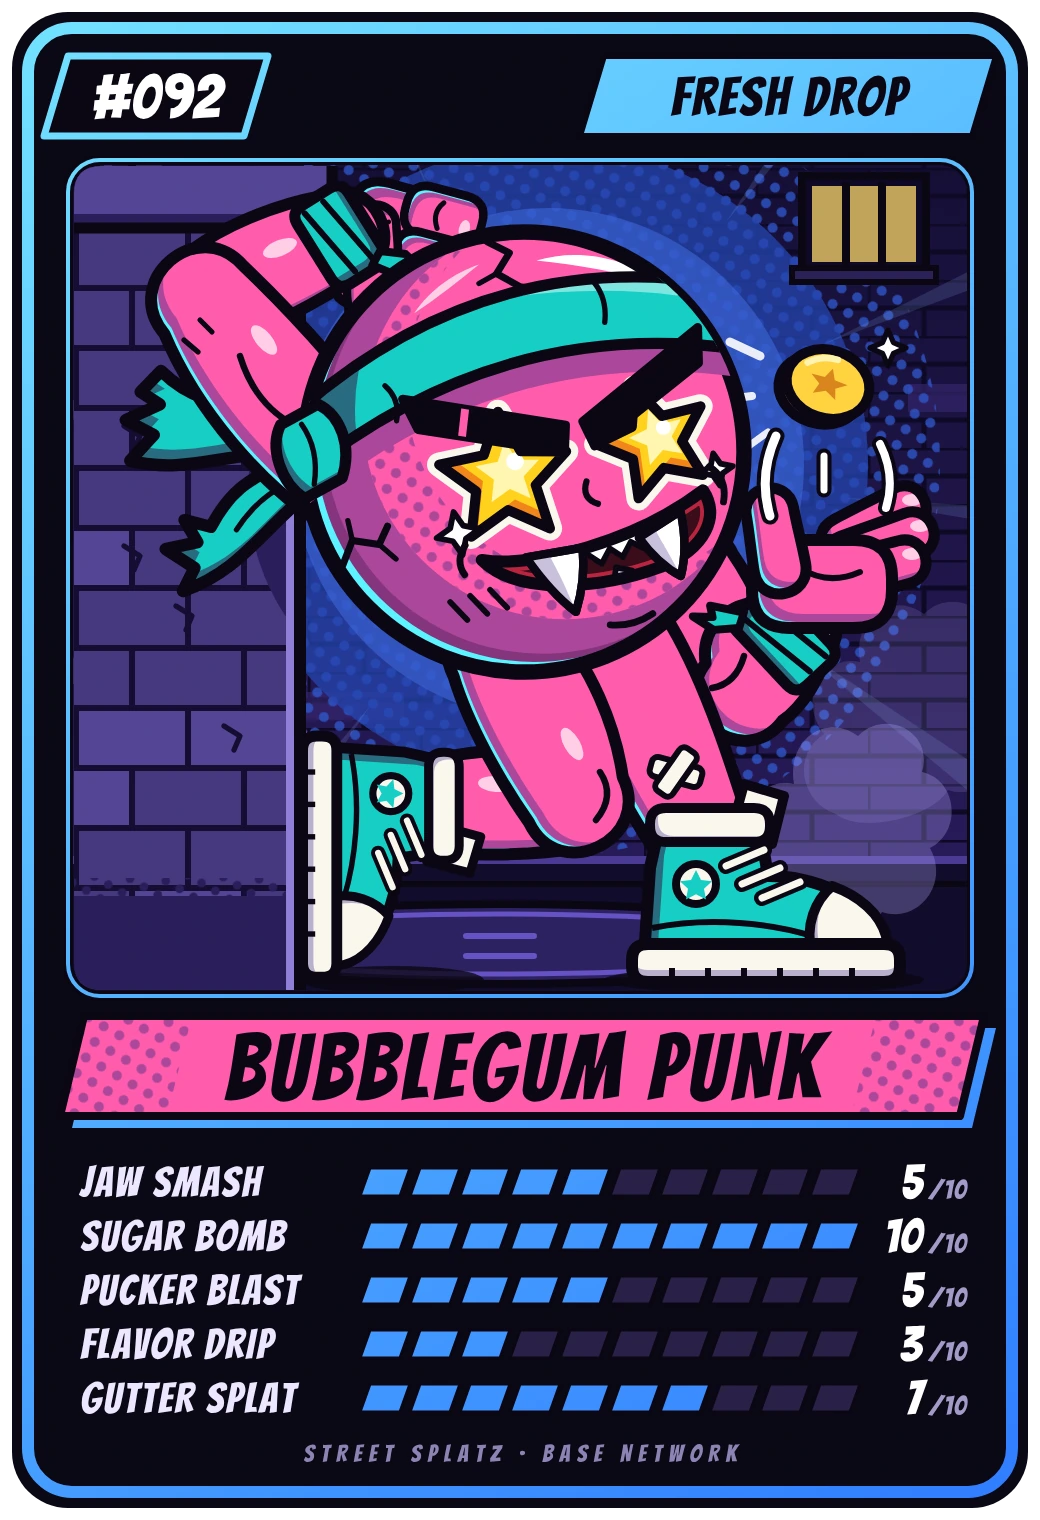 #092
FRESH DROP
BUBBLEGUM PUNK
JAW SMASH 5/10
SUGAR BOMB 10/10
PUCKER BLAST 5/10
FLAVOR DRIP 3/10
GUTTER SPLAT 7/10
STREET SPLATZ · BASE NETWORK